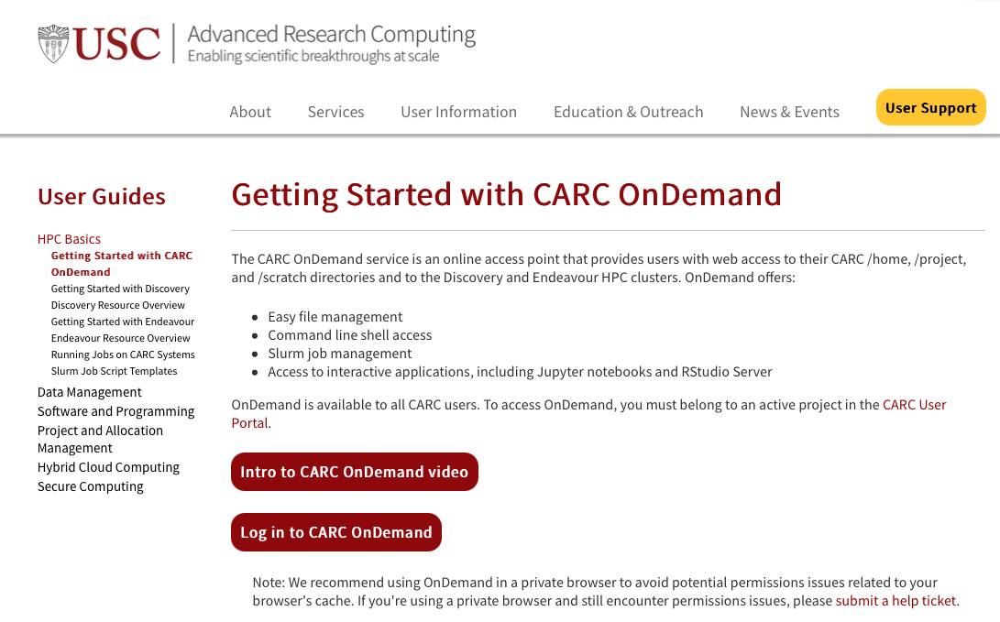 USC Advanced Research Computing
Enabling scientific breakthroughs at scale
About Services User Information Education & Outreach News & Events User Support
User Guides
HPC Basics
Getting Started with CARC
OnDemand
Getting Started with Discovery
Discovery Resource Overview
Getting Started with Endeavour
Endeavour Resource Overview
Running Jobs on CARC Systems
Slurm Job Script Templates
Data Management
Software and Programming
Project and Allocation
Management
Hybrid Cloud Computing
Secure Computing
Getting Started with CARC OnDemand
The CARC OnDemand service is an online access point that provides users with web access to their CARC /home, /project,
and /scratch directories and to the Discovery and Endeavour HPC clusters. OnDemand offers:
• Easy file management
• Command line shell access
• Slurm job management
• Access to interactive applications, including Jupyter notebooks and RStudio Server
OnDemand is available to all CARC users. To access OnDemand, you must belong to an active project in the CARC User
Portal.
Intro to CARC OnDemand video
Log in to CARC OnDemand
Note: We recommend using OnDemand in a private browser to avoid potential permissions issues related to your
browser's cache. If you're using a private browser and still encounter permissions issues, please submit a help ticket.